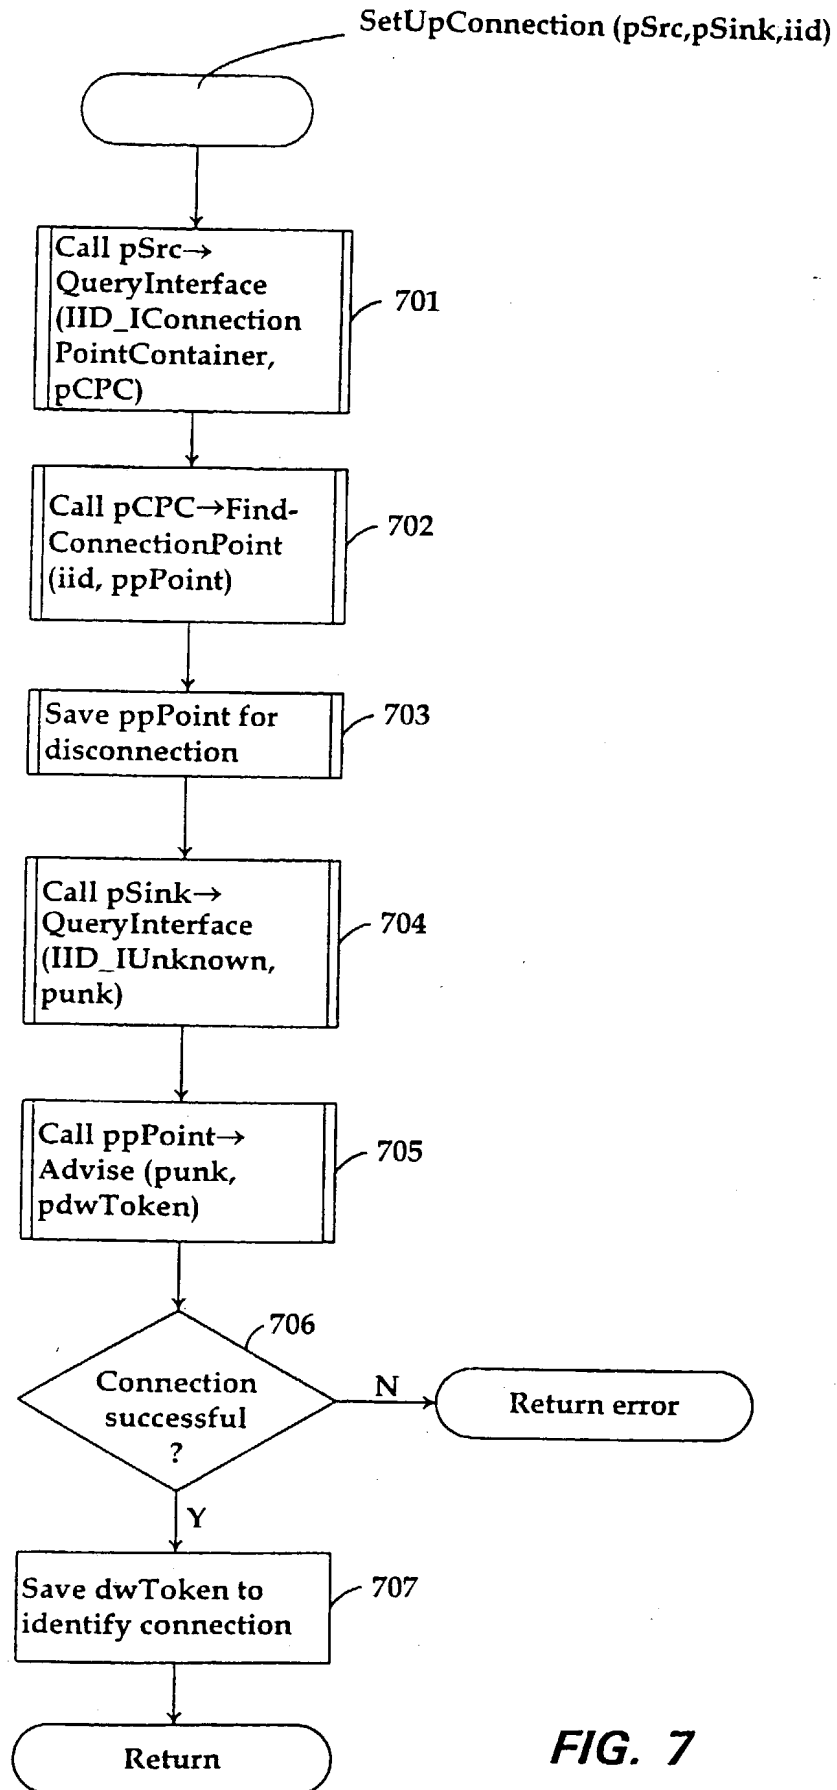 SetUpConnection (pSrc,pSink,iid)
Call pSrc→
QueryInterface
(IID_IConnection
PointContainer,
pCPC)
701
Call pCPC→Find-
ConnectionPoint
(iid, ppPoint)
702
Save ppPoint for
disconnection
703
Call pSink→
QueryInterface
(IID_IUnknown,
punk)
704
Call ppPoint→
Advise (punk,
pdwToken)
705
706
Connection
successful
?
N
Return error
Y
Save dwToken to
identify connection
707
Return
FIG. 7